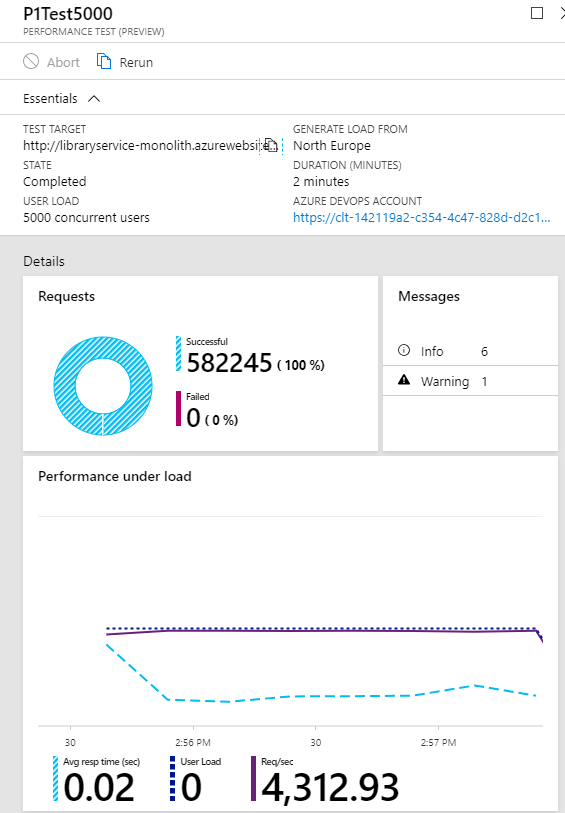 P1Test5000
PERFORMANCE TEST (PREVIEW)
Abort Rerun
Essentials
TEST TARGET
http://libraryservice-monolith.azurewebsite...
STATE
Completed
USER LOAD
5000 concurrent users
GENERATE LOAD FROM
North Europe
DURATION (MINUTES)
2 minutes
AZURE DEVOPS ACCOUNT
https://clt-142119a2-c354-4c47-828d-d2c1...
Details
Requests
Successful
582245 ( 100 %)
Failed
0 ( 0 %)
Messages
Info 6
Warning 1
Performance under load
30 2:56 PM 30 2:57 PM
Avg resp time (sec)
0.02
User Load
0
Req/sec
4,312.93